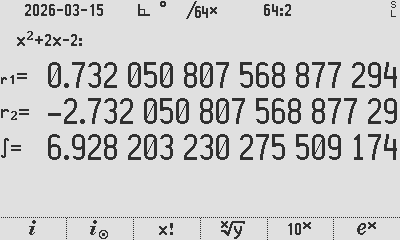 2026-03-15 ∟ ° /64× 64:2 S L
x²+2x-2:
r₁= 0.732 050 807 568 877 294
r₂= −2.732 050 807 568 877 29
∫= 6.928 203 230 275 509 174
i i⊙ x! ˣ√y 10ˣ eˣ